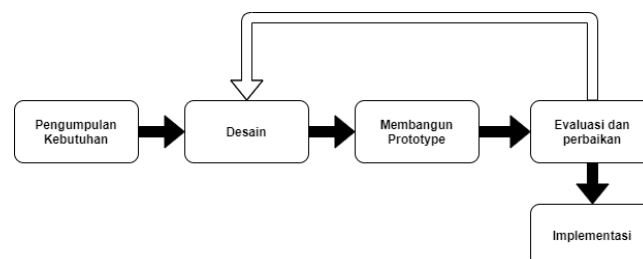 Pengumpulan
Kebutuhan
Desain
Membangun
Prototype
Evaluasi dan
perbaikan
Implementasi